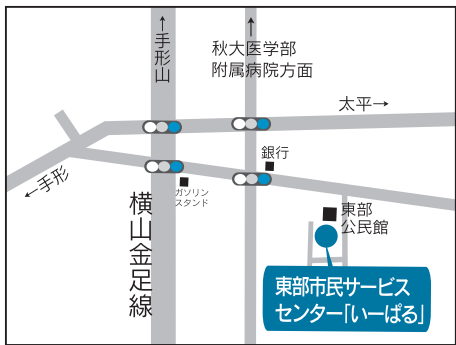 ↑手形山
↑
秋大医学部
附属病院方面
太平→
←手形
銀行
ガソリン
スタンド
横山金足線
東部
公民館
東部市民サービス
センター「いーぱる」